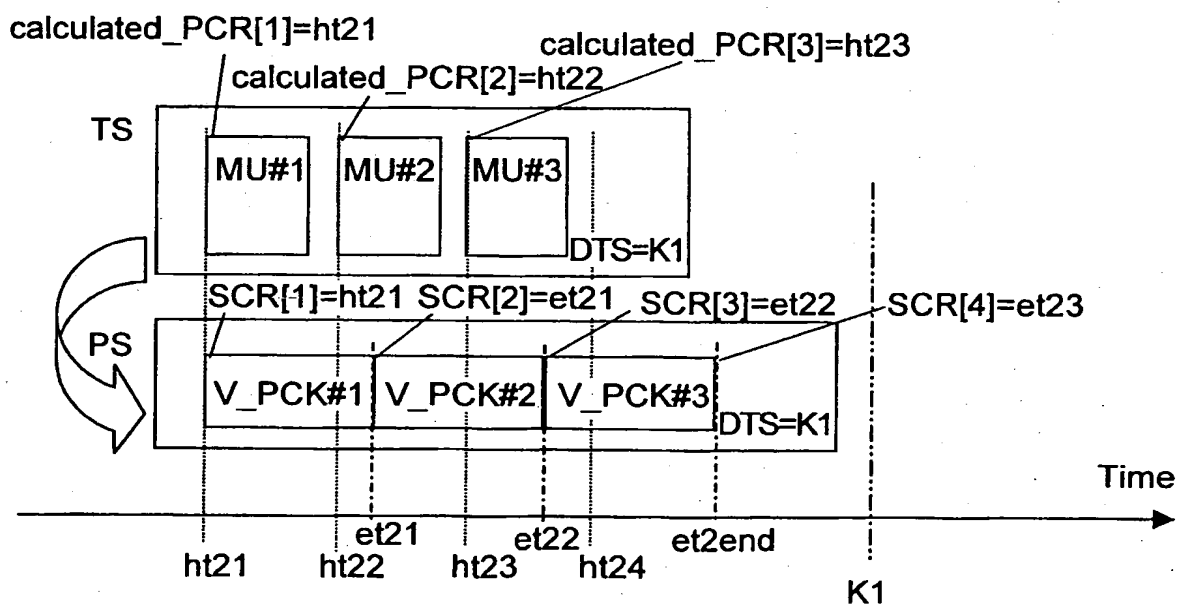 calculated_PCR[1]=ht21
calculated_PCR[3]=ht23
calculated_PCR[2]=ht22
TS
MU#1
MU#2
MU#3
DTS=K1
SCR[1]=ht21
SCR[2]=et21
SCR[3]=et22
SCR[4]=et23
PS
V_PCK#1
V_PCK#2
V_PCK#3
DTS=K1
Time
et21
et22
et2end
ht21
ht22
ht23
ht24
K1